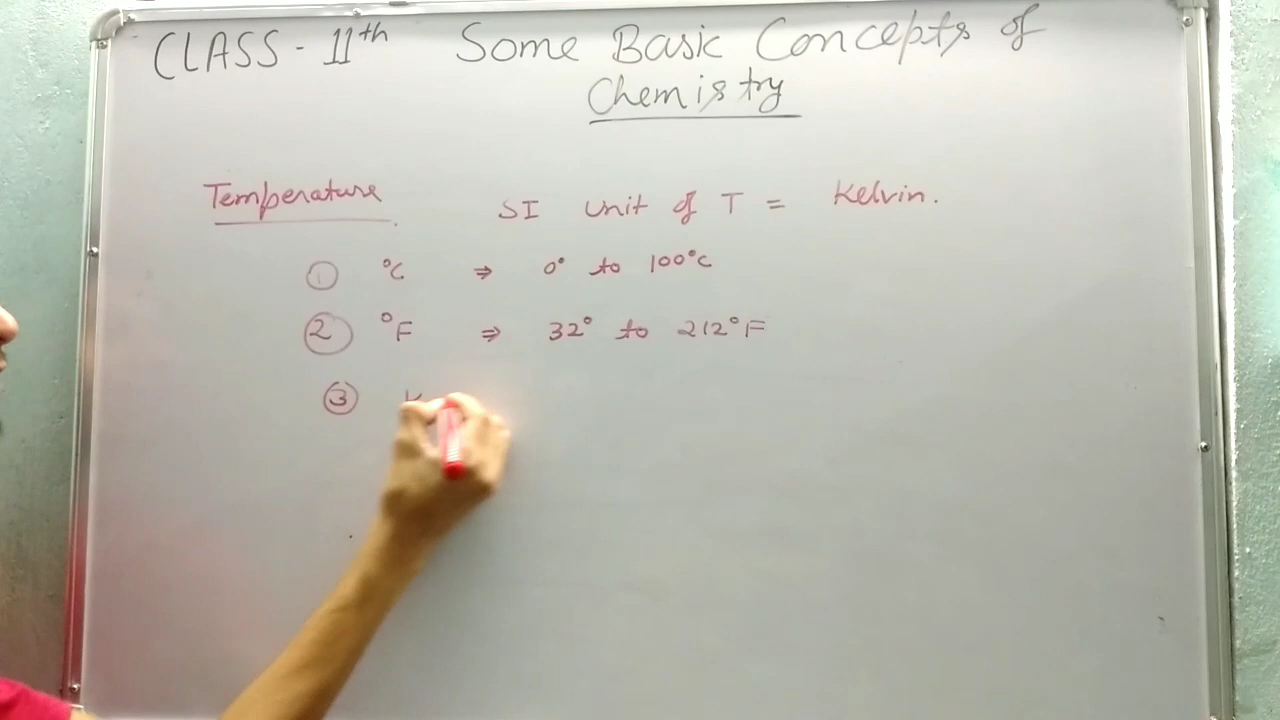 CLASS - 11th Some Basic Concepts of
Chemistry
Temperature SI Unit of T = Kelvin.
① °C ⇒ 0° to 100°C
② °F ⇒ 32° to 212°F
③ K